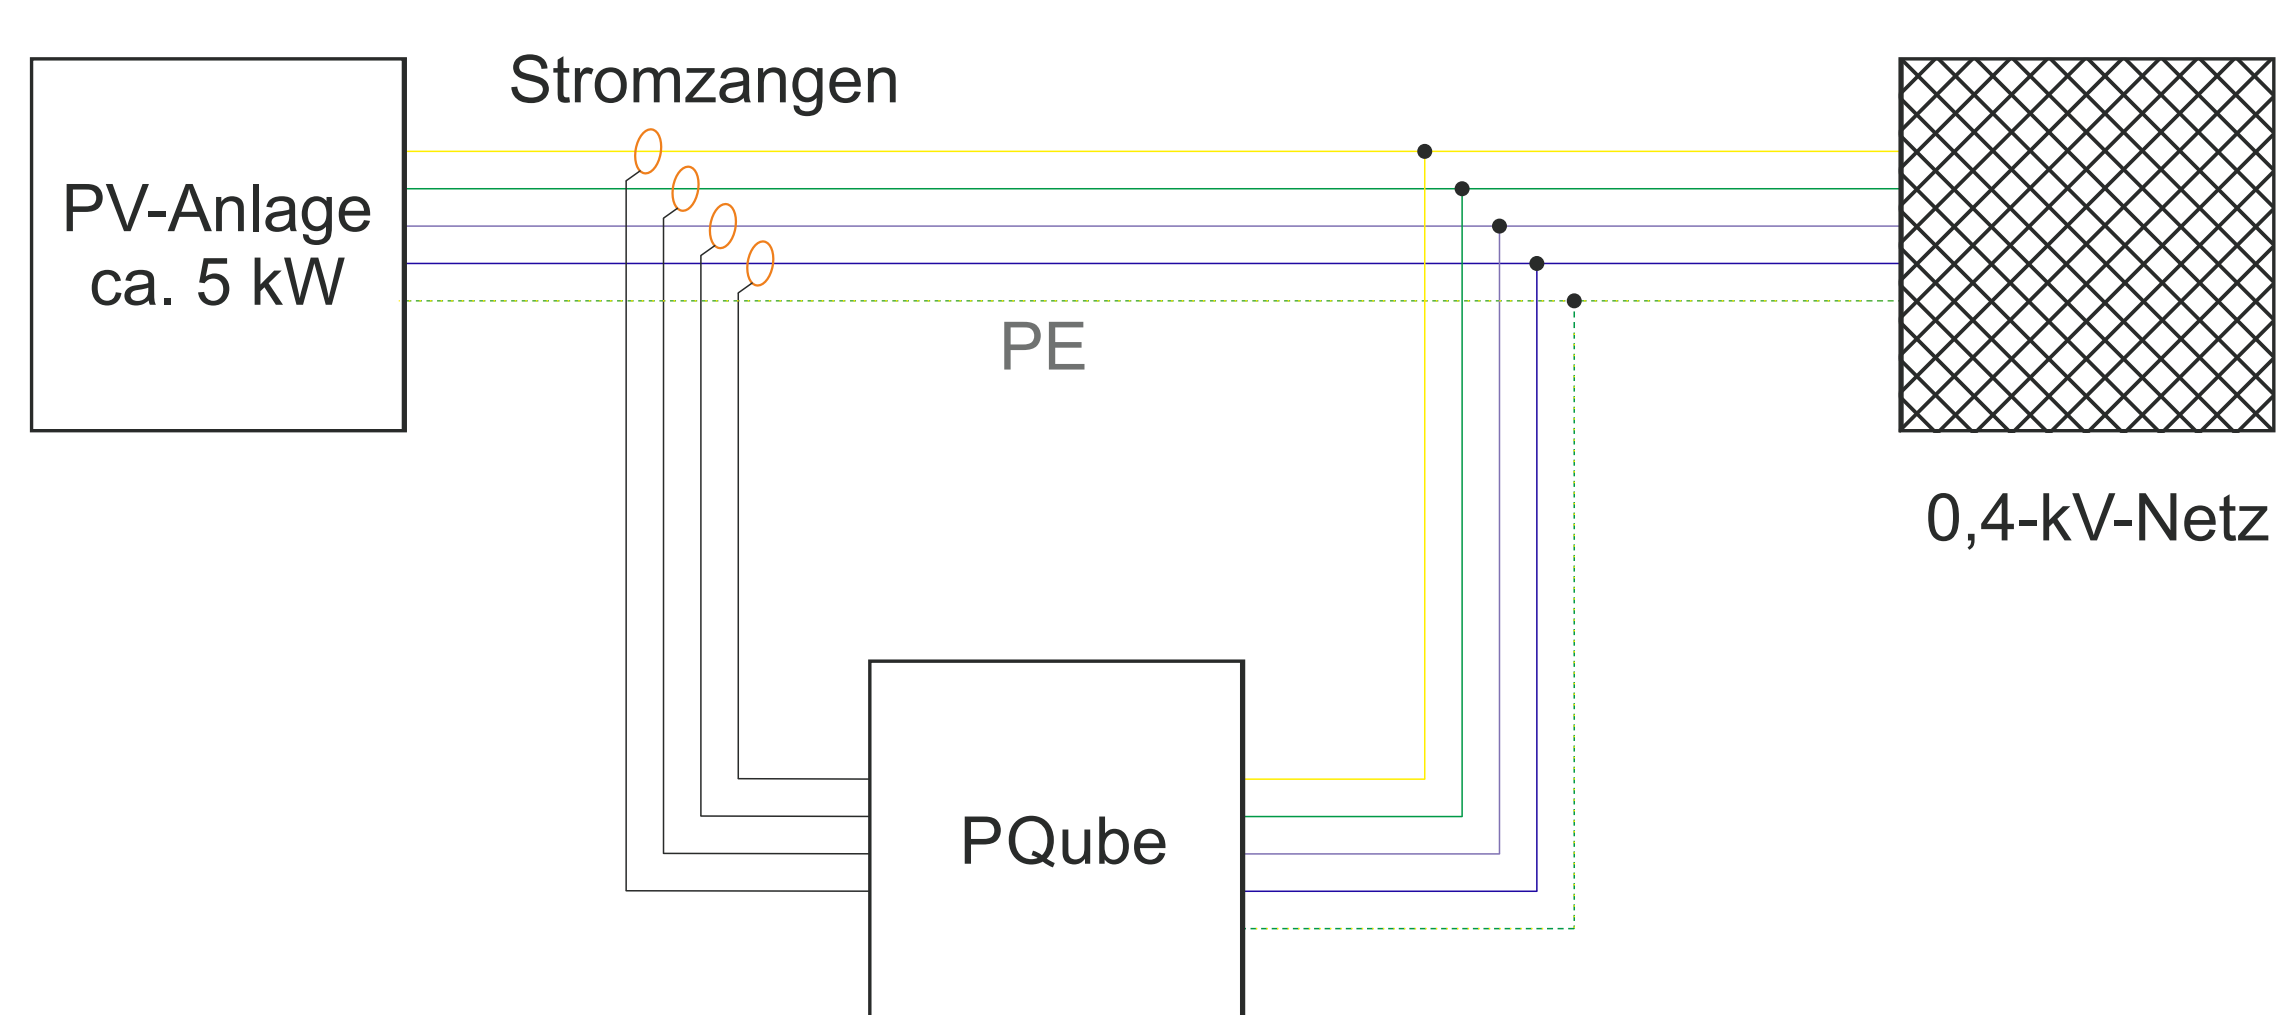 Stromzangen
PV-Anlage
ca. 5 kW
PE
0,4-kV-Netz
PQube